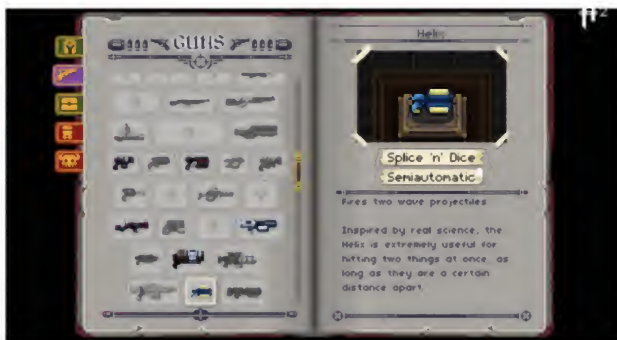 GUNS
2
Helix
Splice 'n' Dice
Semiautomatic
Fires two wave projectiles
Inspired by real science, the
Helix is extremely useful for
hitting two things at once, as
long as they are a certain
distance apart.